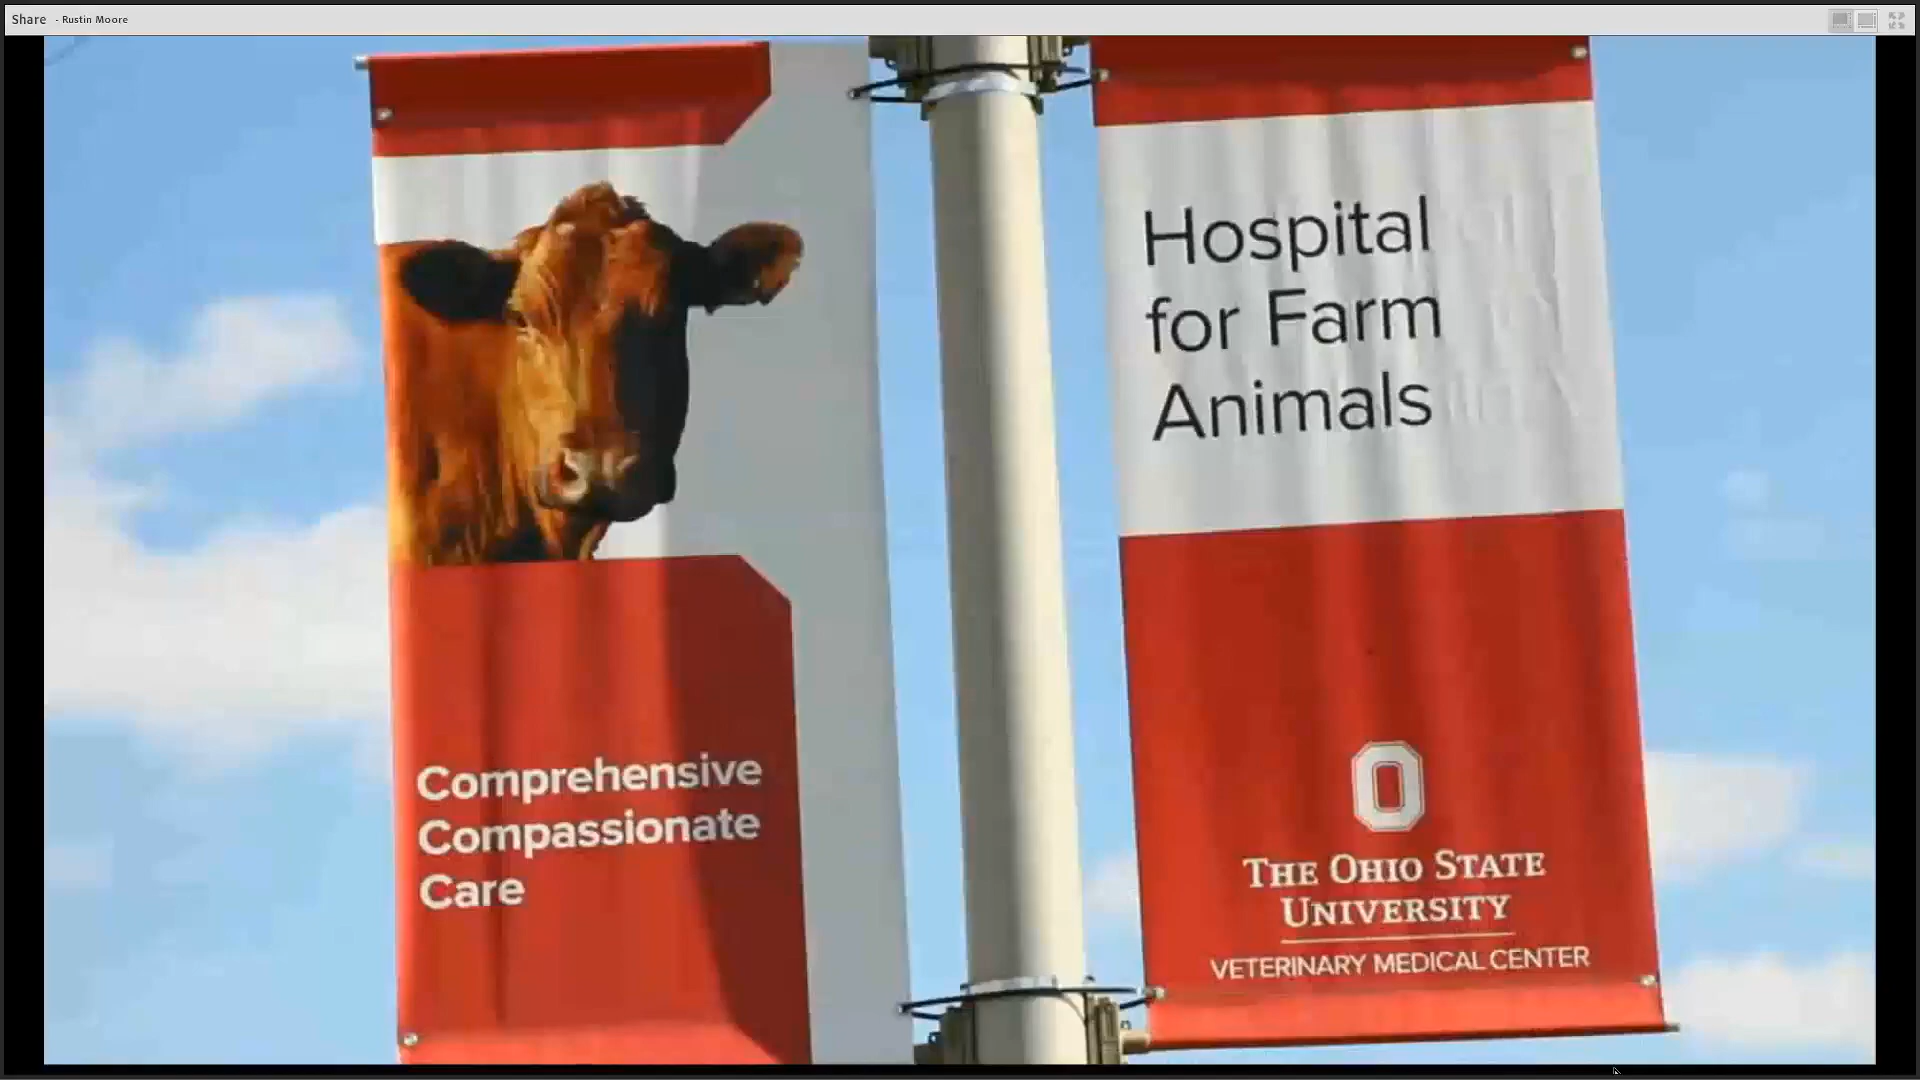 Share - Rustin Moore
Hospital
for Farm
Animals
Comprehensive
Compassionate
Care
O
THE OHIO STATE
UNIVERSITY
VETERINARY MEDICAL CENTER